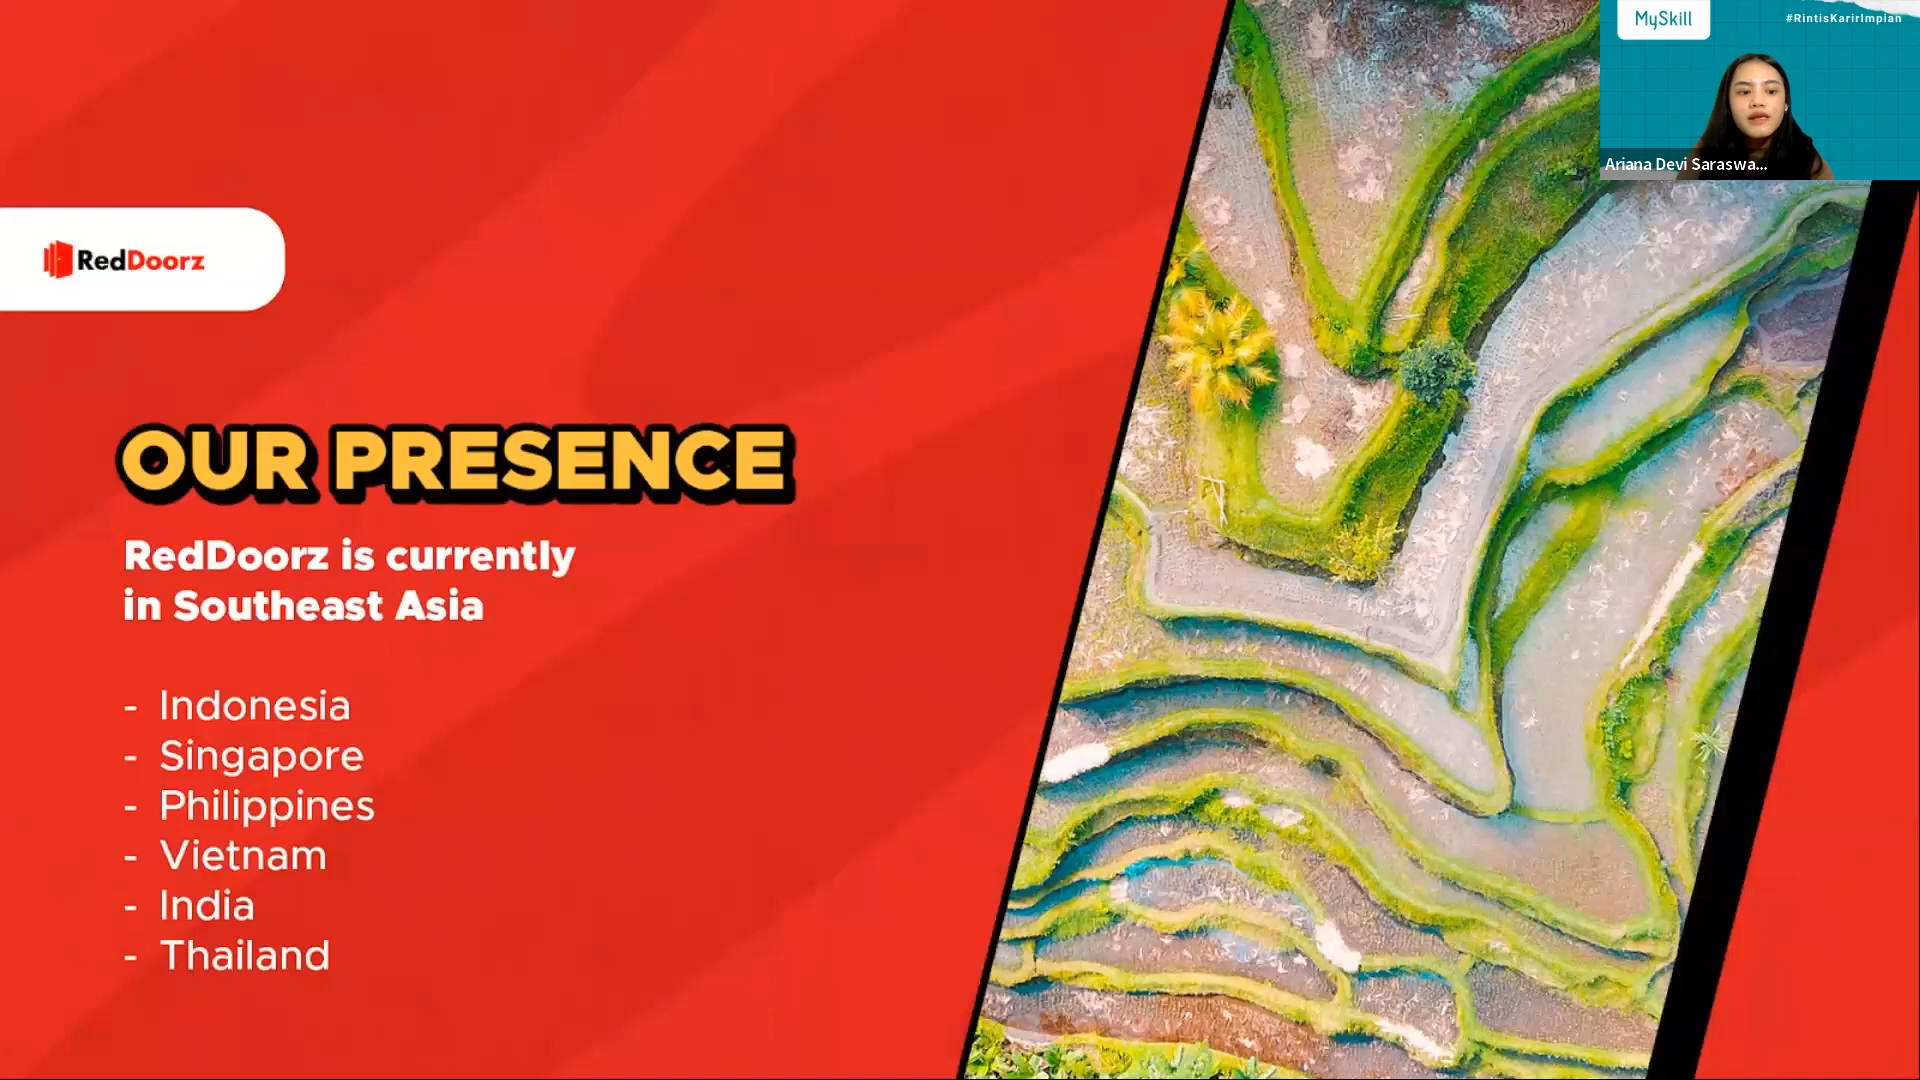 MySkill
#RintisKarirImpian
Ariana Devi Saraswa...
RedDoorz
OUR PRESENCE
RedDoorz is currently
in Southeast Asia
- Indonesia
- Singapore
- Philippines
- Vietnam
- India
- Thailand